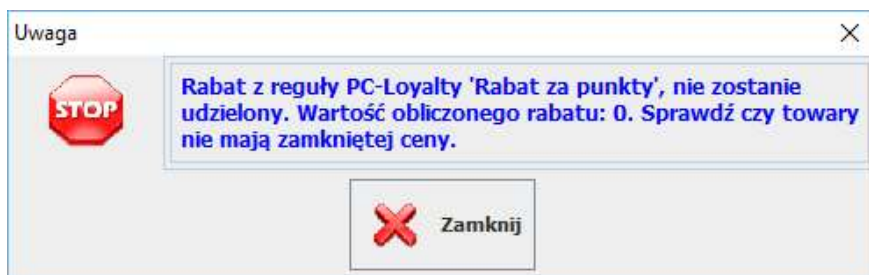 Uwaga
STOP
Rabat z reguły PC-Loyalty 'Rabat za punkty', nie zostanie
udzielony. Wartość obliczonego rabatu: 0. Sprawdź czy towary
nie mają zamkniętej ceny.
Zamknij